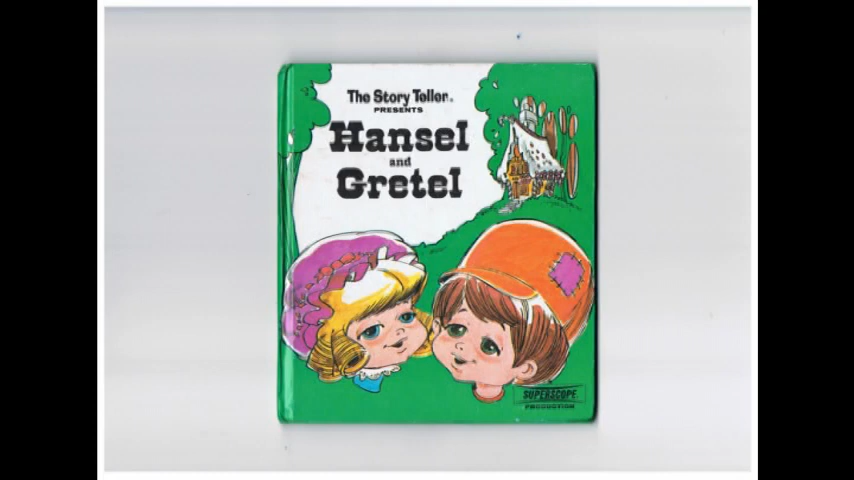 The Story Teller
PRESENTS
Hansel
and
Gretel
SUPERSCOPE
PRODUCTION